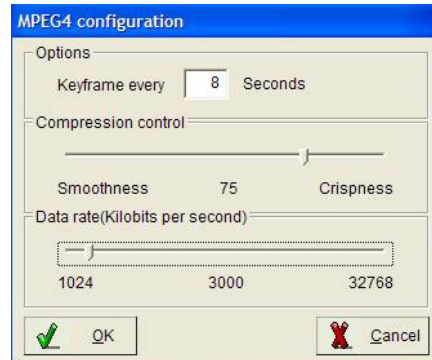 MPEG4 configuration
Options
Keyframe every 8 Seconds
Compression control
Smoothness 75 Crispness
Data rate(Kilobits per second)
1024 3000 32768
OK Cancel